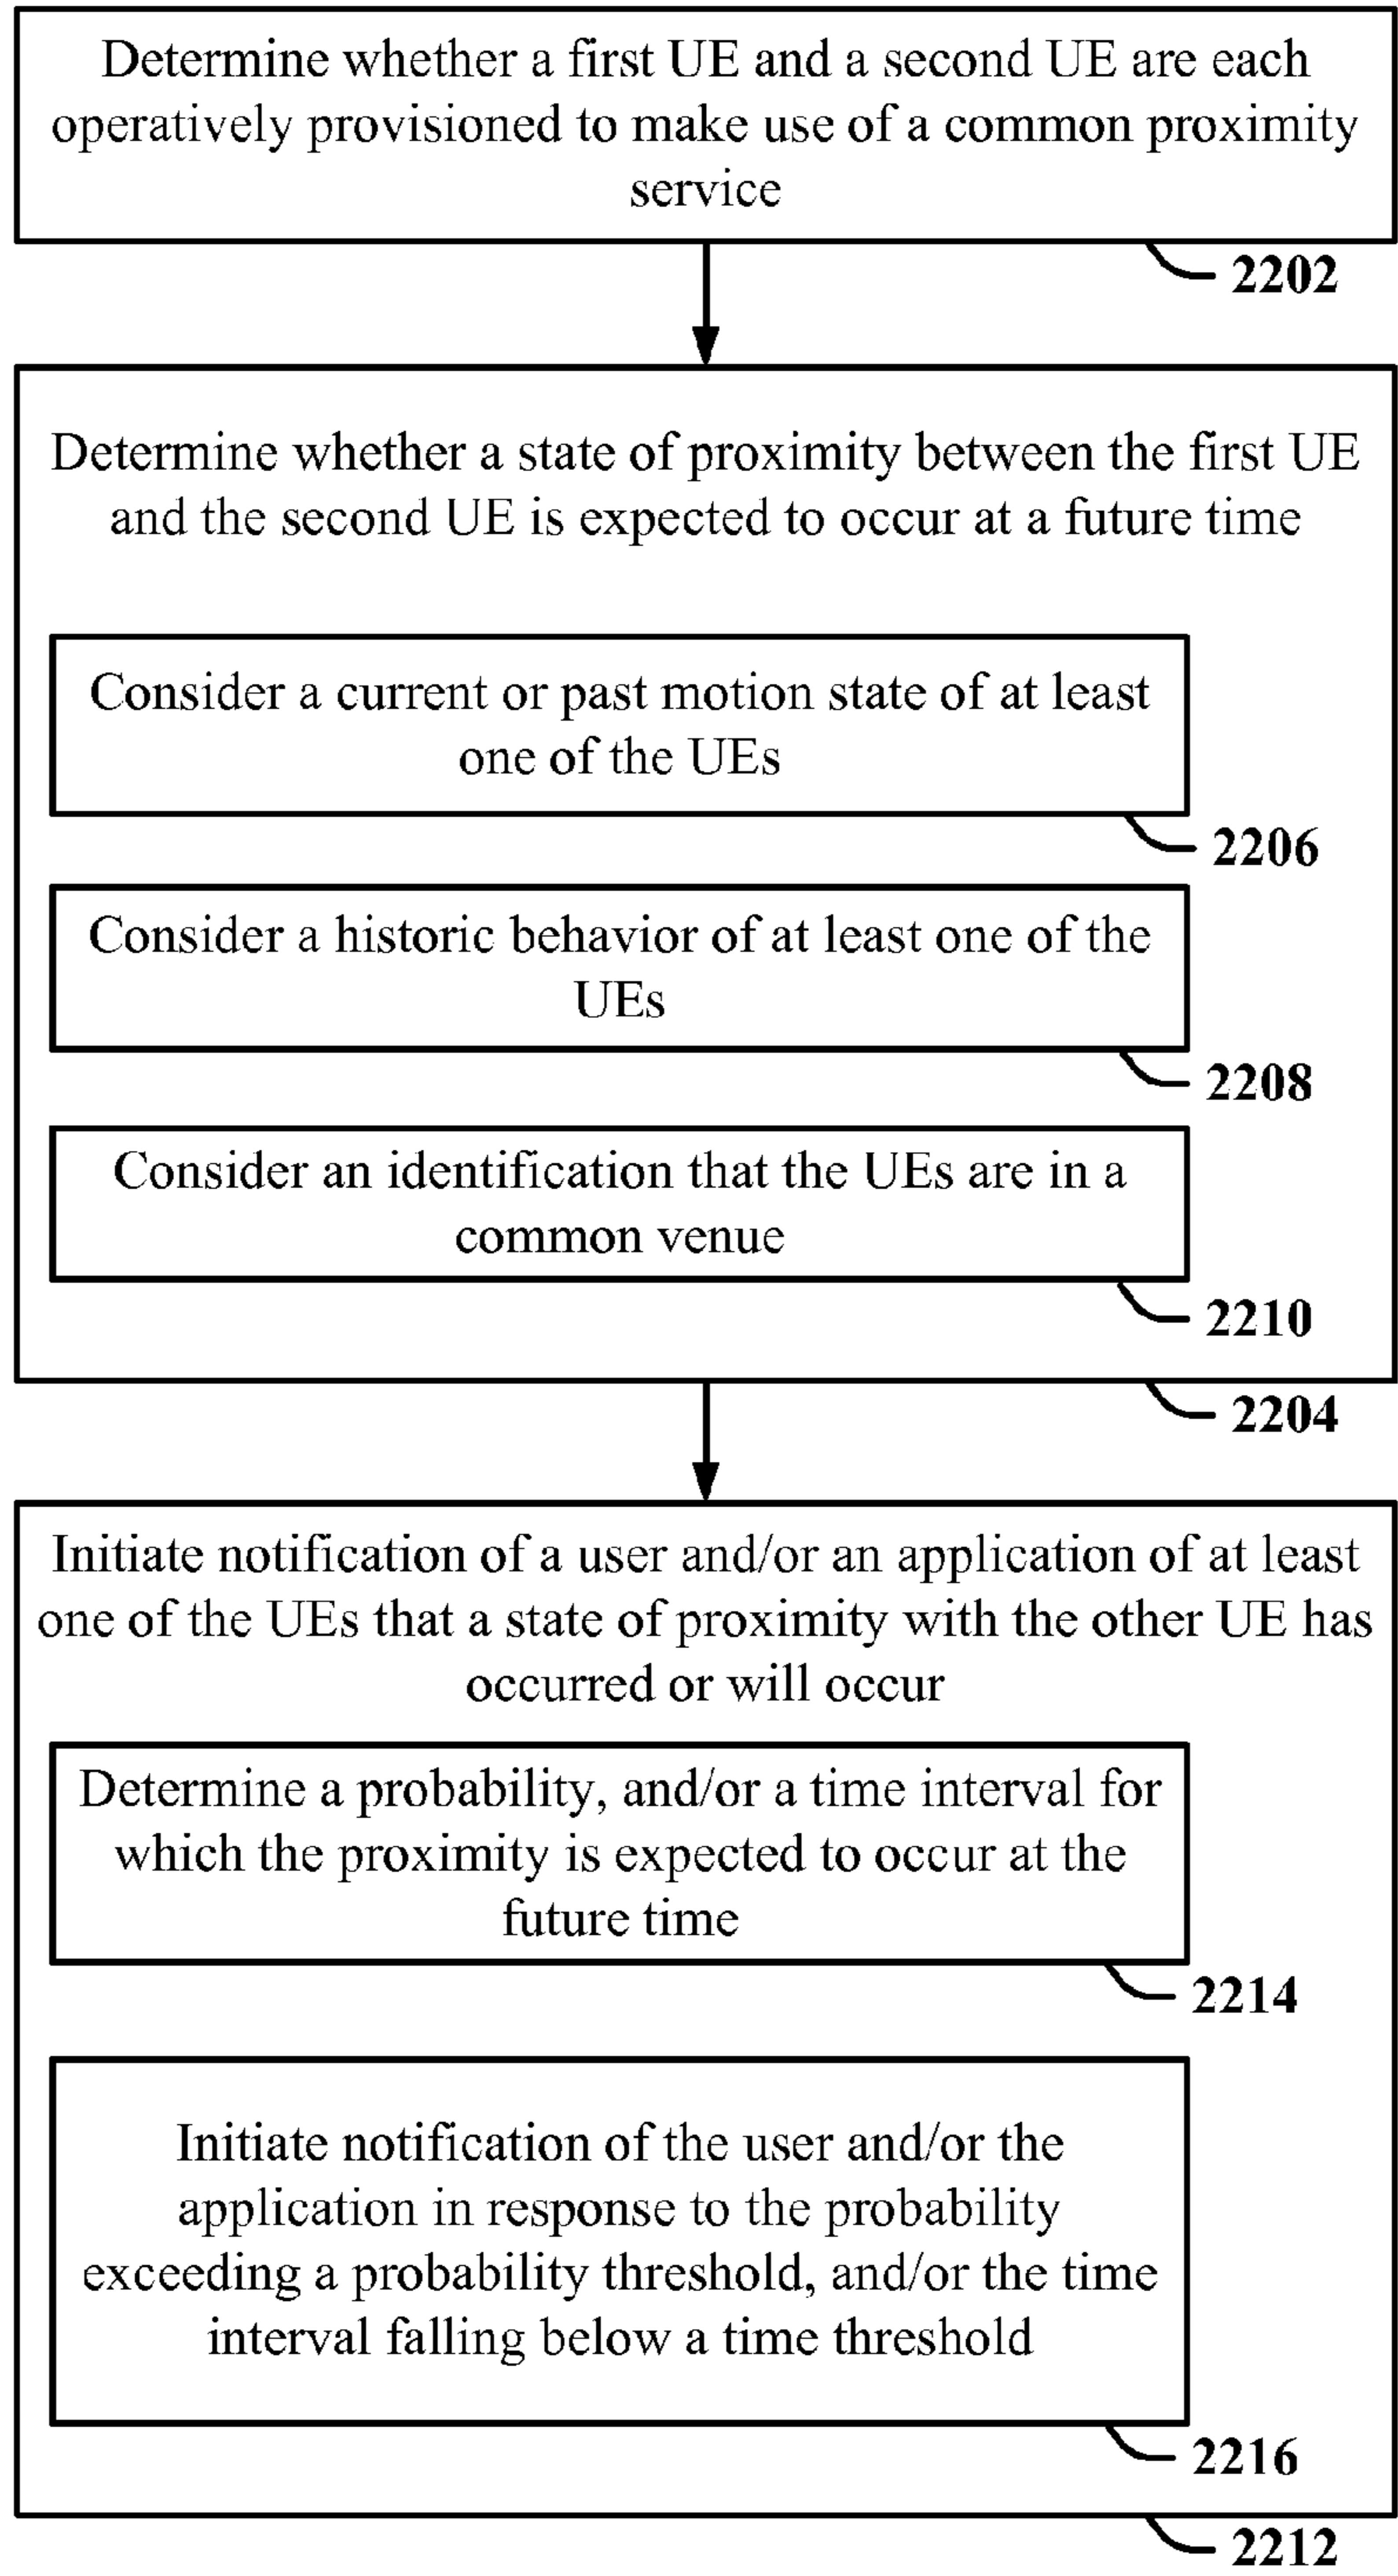 Determine whether a first UE and a second UE are each
operatively provisioned to make use of a common proximity
service
2202
Determine whether a state of proximity between the first UE
and the second UE is expected to occur at a future time
Consider a current or past motion state of at least
one of the UEs
2206
Consider a historic behavior of at least one of the
UEs
2208
Consider an identification that the UEs are in a
common venue
2210
2204
Initiate notification of a user and/or an application of at least
one of the UEs that a state of proximity with the other UE has
occurred or will occur
Determine a probability, and/or a time interval for
which the proximity is expected to occur at the
future time
2214
Initiate notification of the user and/or the
application in response to the probability
exceeding a probability threshold, and/or the time
interval falling below a time threshold
2216
2212